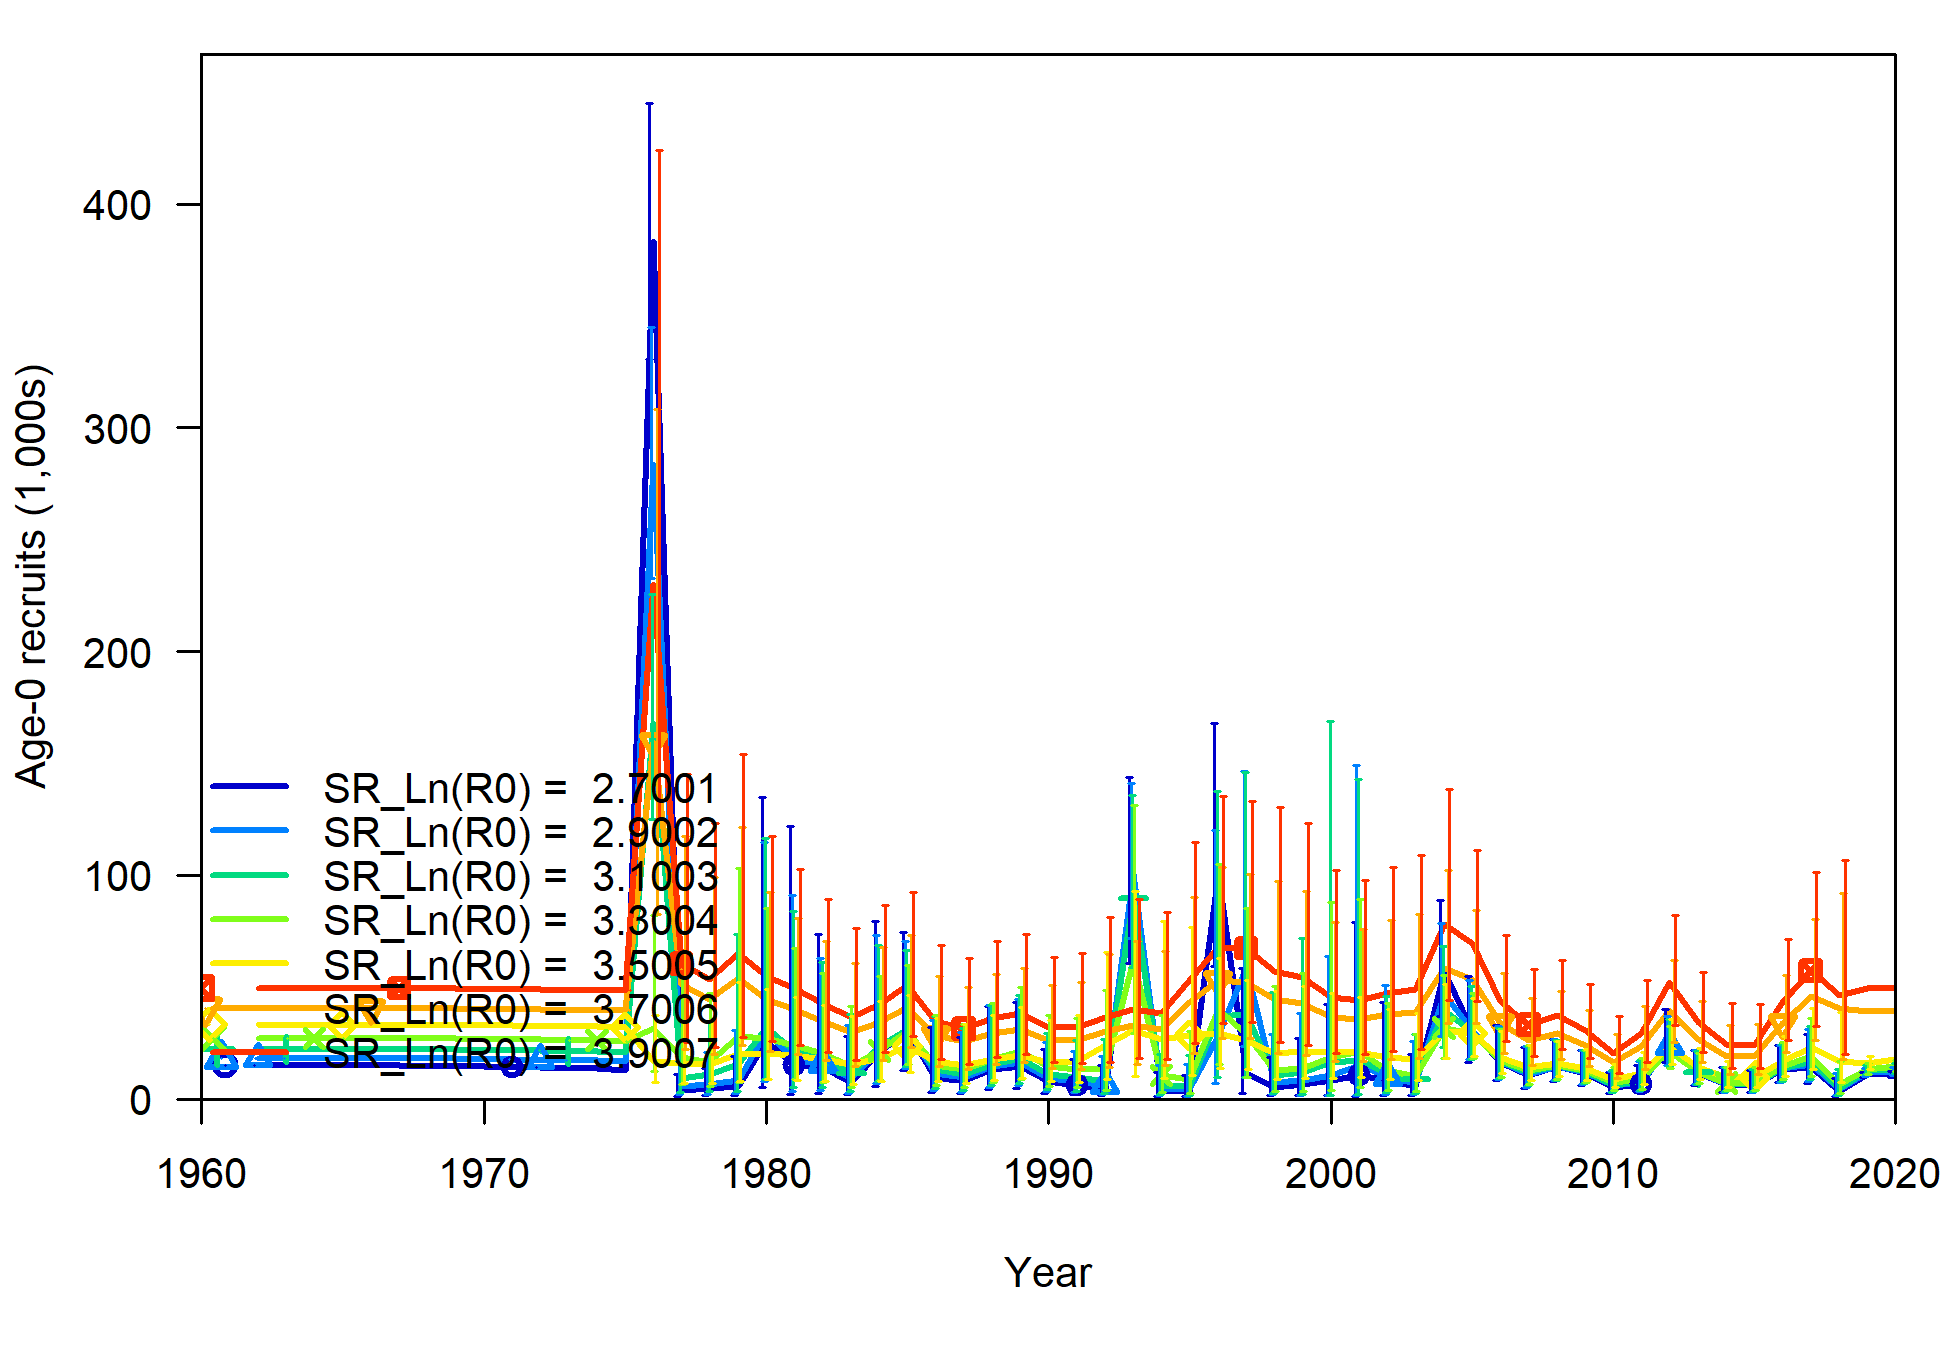 400
300
200
100
0
Age-0 recruits (1,000s)
SR_Ln(R0) = 2.7001
SR_Ln(R0) = 2.9002
SR_Ln(R0) = 3.1003
SR_Ln(R0) = 3.3004
SR_Ln(R0) = 3.5005
SR_Ln(R0) = 3.7006
SR_Ln(R0) = 3.9007
1960 1970 1980 1990 2000 2010 2020
Year